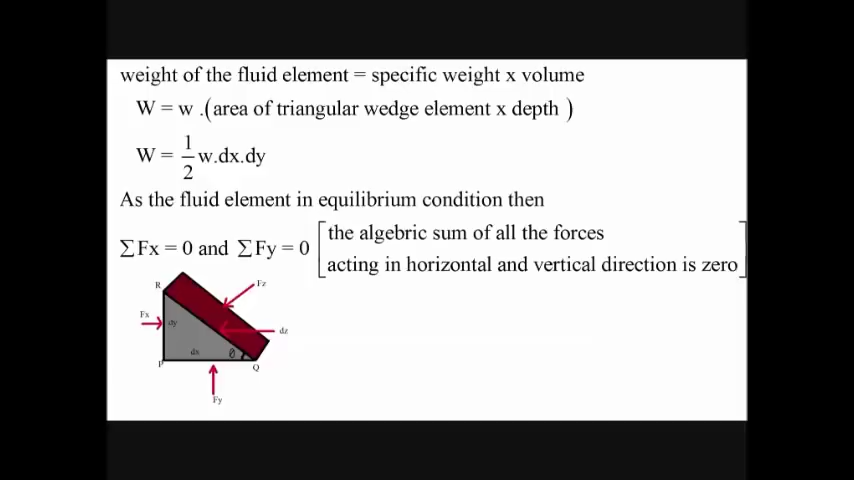 weight of the fluid element = specific weight x volume
W = w .(area of triangular wedge element x depth )
W = 1/2 w.dx.dy
As the fluid element in equilibrium condition then
∑Fx = 0 and ∑Fy = 0 [the algebric sum of all the forces
acting in horizontal and vertical direction is zero]
R
Fz
Fx
dy
dz
dx
θ
P
Q
Fy